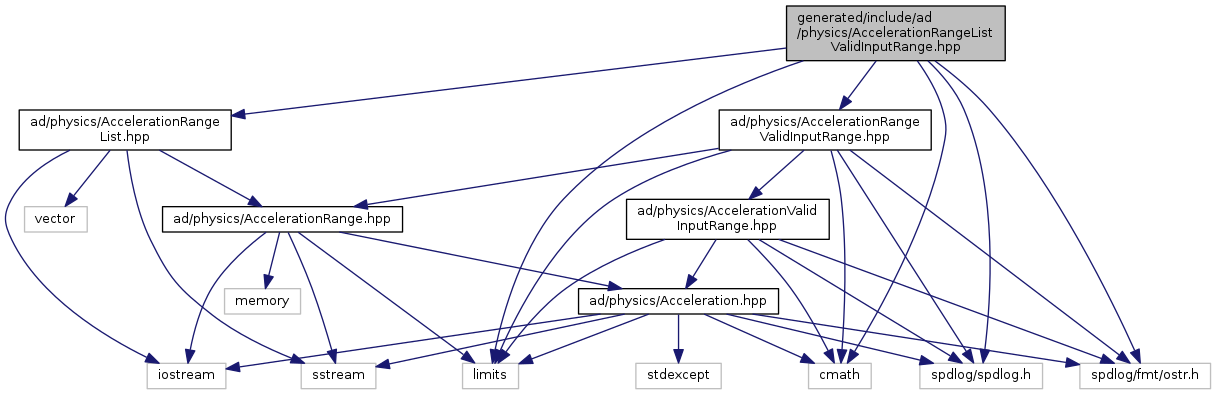 generated/include/ad
/physics/AccelerationRangeList
ValidInputRange.hpp
ad/physics/AccelerationRange
List.hpp
ad/physics/AccelerationRange
ValidInputRange.hpp
vector
ad/physics/AccelerationRange.hpp
ad/physics/AccelerationValid
InputRange.hpp
memory
ad/physics/Acceleration.hpp
iostream
sstream
limits
stdexcept
cmath
spdlog/spdlog.h
spdlog/fmt/ostr.h